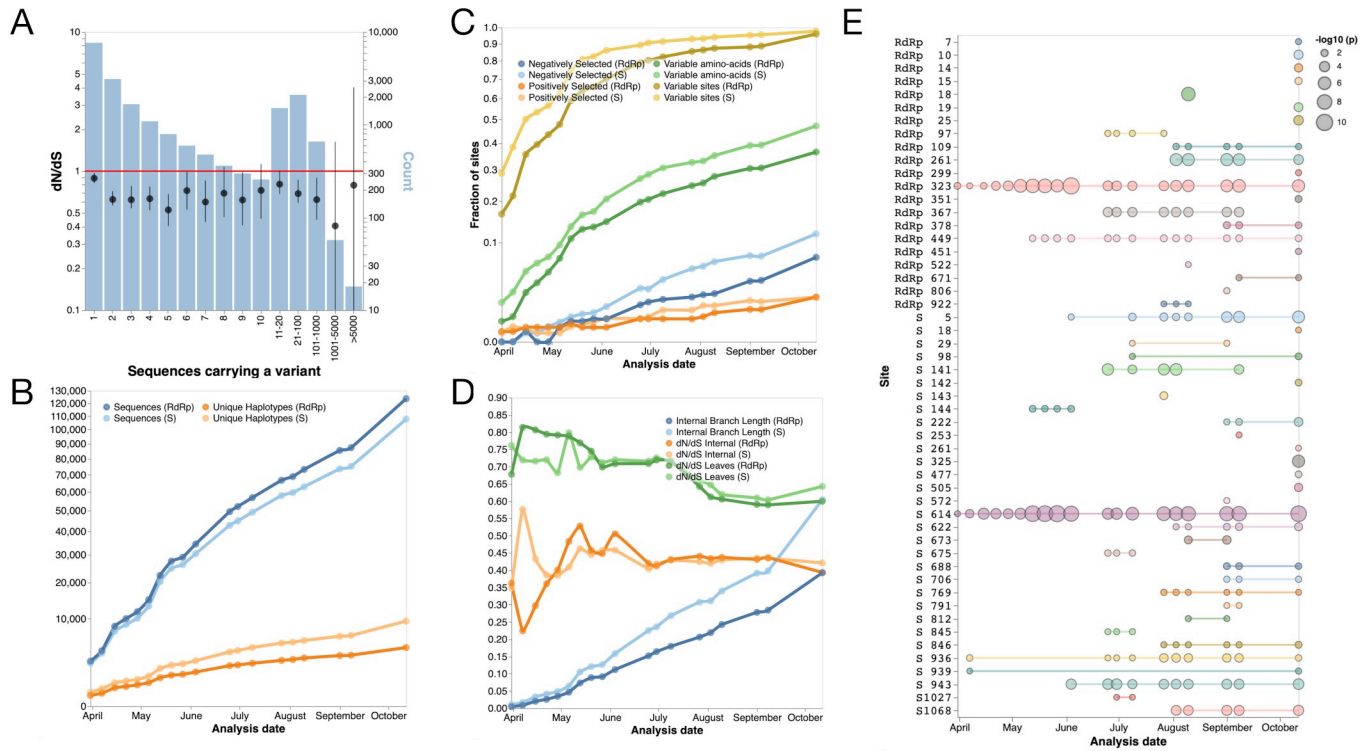 A
dN/dS
10
5
4
3
2
1
0.5
0.4
0.3
0.2
0.1
10,000
3,000
2,000
1,000
300
200
100
30
20
10
Count
1
2
3
4
5
6
7
8
9
10
11-20
21-100
101-1000
1001-5000
>5000
Sequences carrying a variant
B
130,000
120,000
110,000
100,000
90,000
80,000
70,000
60,000
50,000
40,000
30,000
20,000
10,000
0
Sequences (RdRp)
Sequences (S)
Unique Haplotypes (RdRp)
Unique Haplotypes (S)
April May June July August September October
Analysis date
C
Fraction of sites
1.0
0.9
0.8
0.7
0.6
0.5
0.4
0.3
0.2
0.1
0.0
Negatively Selected (RdRp)
Negatively Selected (S)
Positively Selected (RdRp)
Positively Selected (S)
Variable amino-acids (RdRp)
Variable amino-acids (S)
Variable sites (RdRp)
Variable sites (S)
April May June July August September October
Analysis date
D
0.90
0.85
0.80
0.75
0.70
0.65
0.60
0.55
0.50
0.45
0.40
0.35
0.30
0.25
0.20
0.15
0.10
0.05
0.00
Internal Branch Length (RdRp)
Internal Branch Length (S)
dN/dS Internal (RdRp)
dN/dS Internal (S)
dN/dS Leaves (RdRp)
dN/dS Leaves (S)
April May June July August September October
Analysis date
E
Site
RdRp 7
RdRp 10
RdRp 14
RdRp 15
RdRp 18
RdRp 19
RdRp 25
RdRp 97
RdRp 109
RdRp 261
RdRp 299
RdRp 323
RdRp 351
RdRp 367
RdRp 378
RdRp 449
RdRp 451
RdRp 522
RdRp 671
RdRp 806
RdRp 922
S 5
S 18
S 29
S 98
S 141
S 142
S 143
S 144
S 222
S 253
S 261
S 325
S 477
S 505
S 572
S 614
S 622
S 673
S 675
S 688
S 706
S 769
S 791
S 812
S 845
S 846
S 936
S 939
S 943
S1027
S1068
-log10 (p)
2
4
6
8
10
April May June July August September October
Analysis date